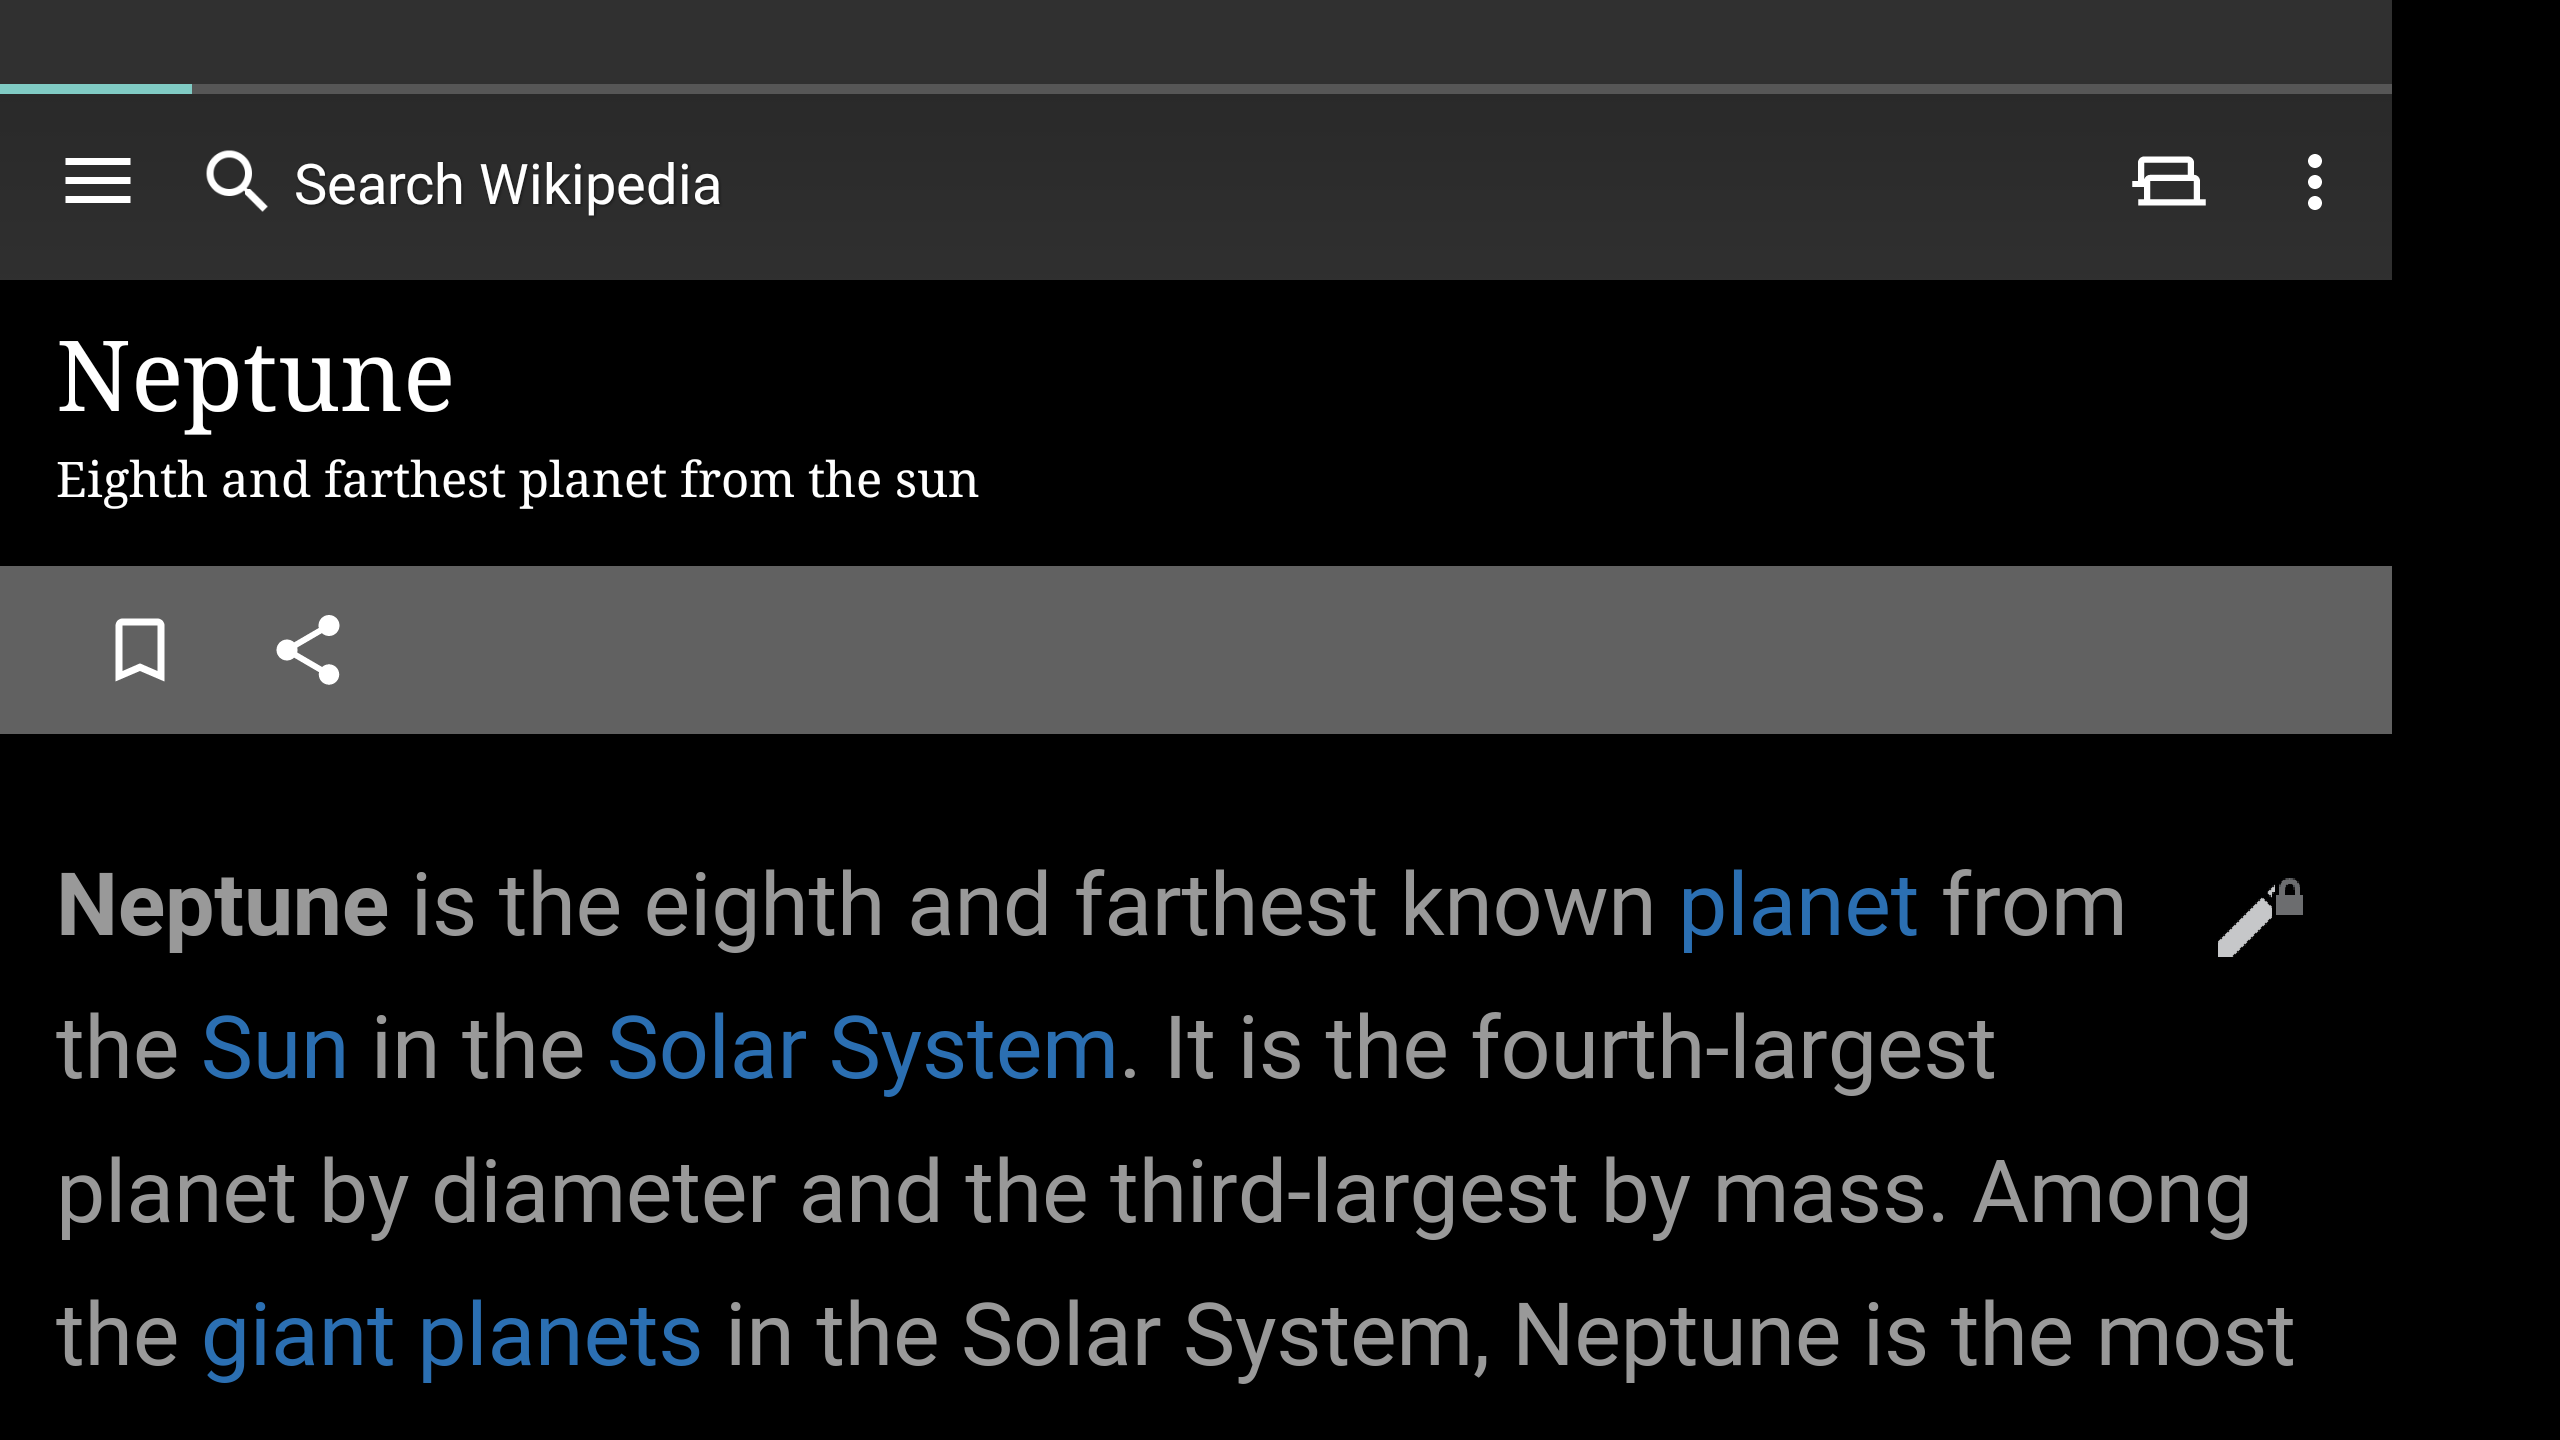 Search Wikipedia
Neptune
Eighth and farthest planet from the sun
Neptune is the eighth and farthest known planet from
the Sun in the Solar System. It is the fourth-largest
planet by diameter and the third-largest by mass. Among
the giant planets in the Solar System, Neptune is the most